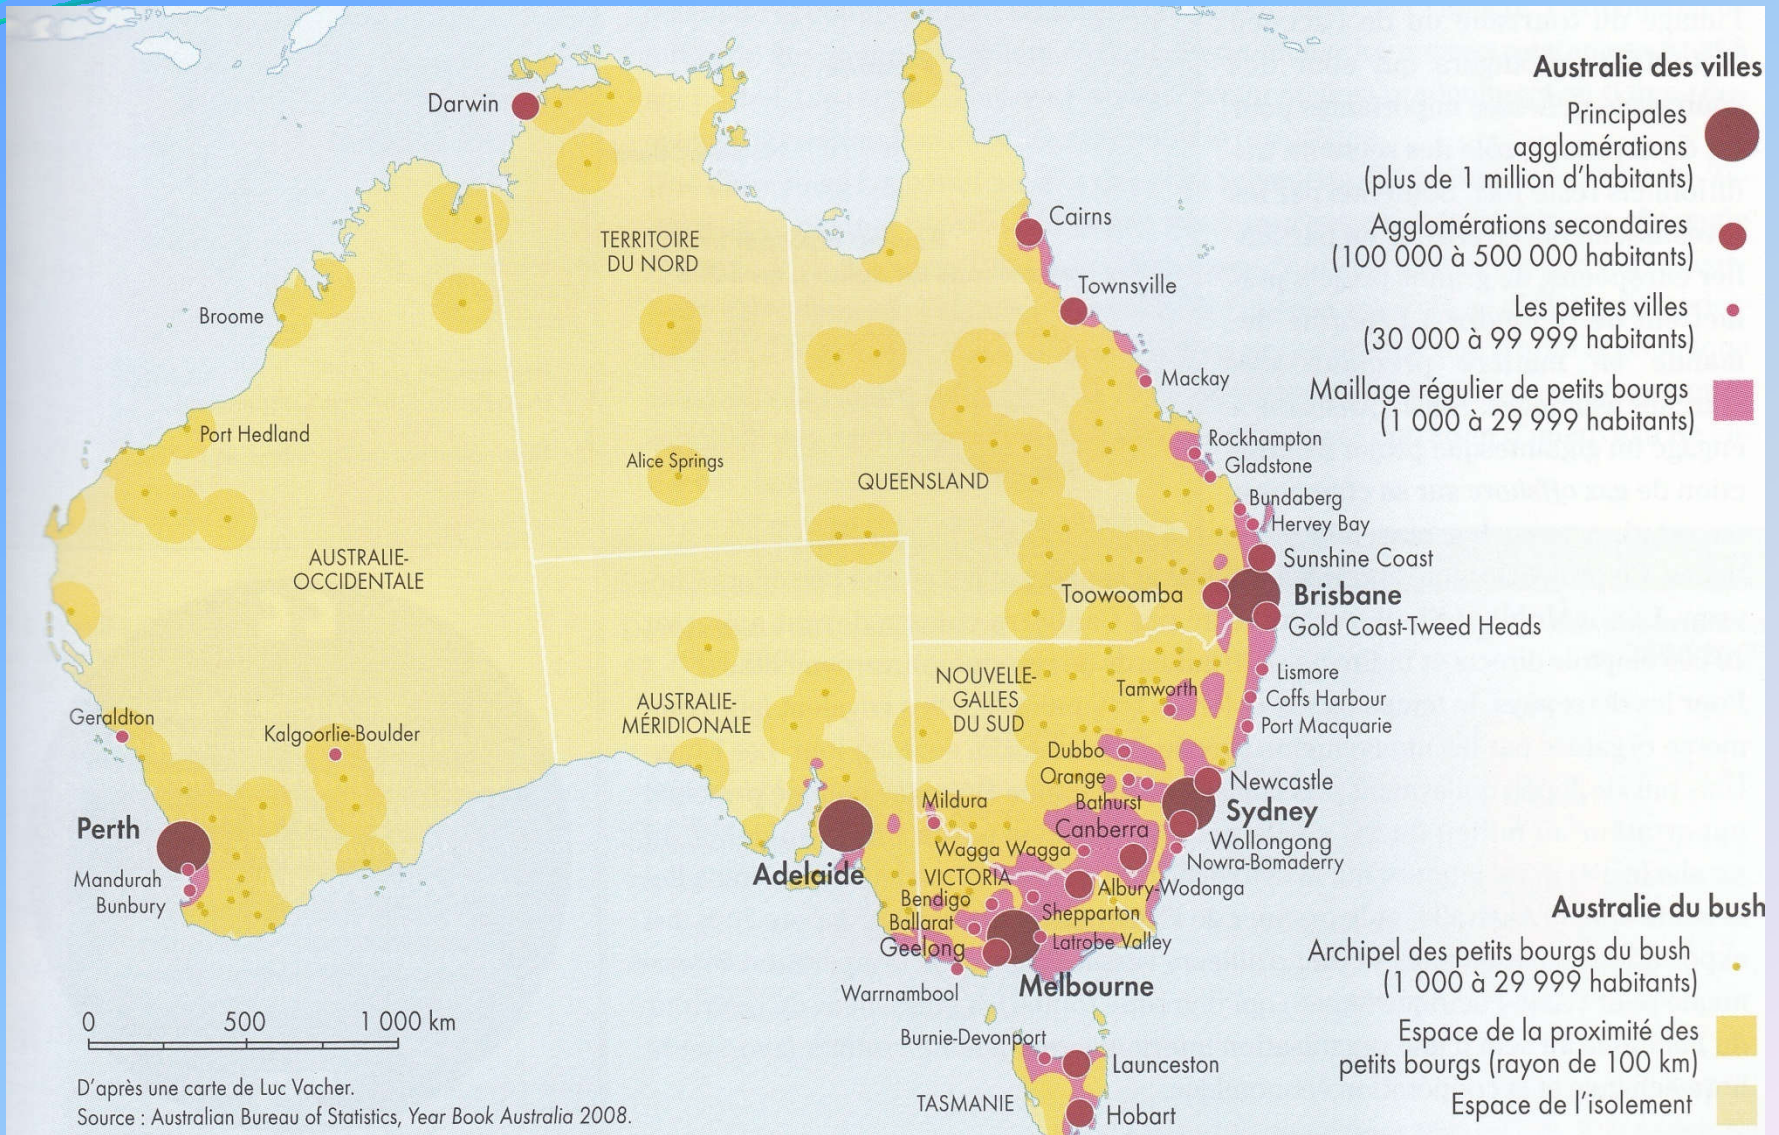 Australie des villes
Principales
agglomérations
(plus de 1 million d’habitants)
Agglomérations secondaires
(100 000 à 500 000 habitants)
Les petites villes
(30 000 à 99 999 habitants)
Maillage régulier de petits bourgs
(1 000 à 29 999 habitants)
Darwin
Cairns
TERRITOIRE
DU NORD
Townsville
Broome
Mackay
Port Hedland
Rockhampton
Alice Springs
Gladstone
QUEENSLAND
Bundaberg
Hervey Bay
AUSTRALIE-
OCCIDENTALE
Sunshine Coast
Toowoomba
Brisbane
Gold Coast-Tweed Heads
NOUVELLE-
GALLES
DU SUD
Lismore
Tamworth
Coffs Harbour
AUSTRALIE-
MÉRIDIONALE
Port Macquarie
Geraldton
Kalgoorlie-Boulder
Dubbo
Orange
Newcastle
Mildura
Bathurst
Sydney
Perth
Canberra
Wollongong
Wagga Wagga
Nowra-Bomaderry
Adelaide
VICTORIA
Albury-Wodonga
Mandurah
Bunbury
Bendigo
Shepparton
Ballarat
Geelong
Latrobe Valley
Warrnambool
Melbourne
Burnie-Devonport
Launceston
TASMANIE
Hobart
Australie du bush
Archipel des petits bourgs du bush
(1 000 à 29 999 habitants)
Espace de la proximité des
petits bourgs (rayon de 100 km)
Espace de l’isolement
0 500 1 000 km
D’après une carte de Luc Vacher.
Source : Australian Bureau of Statistics, Year Book Australia 2008.